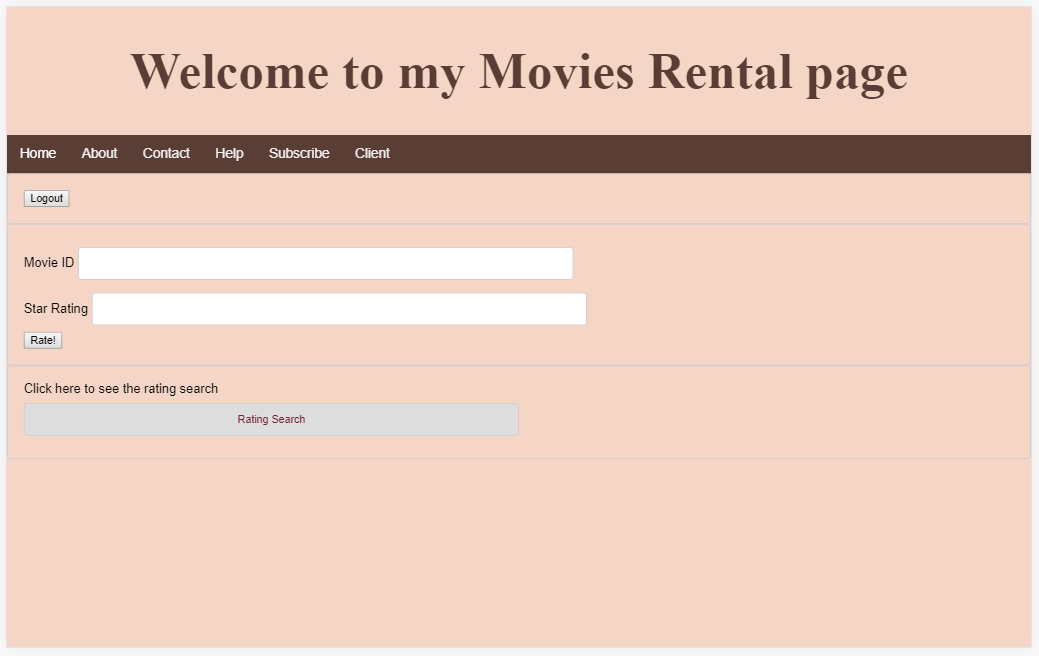 Welcome to my Movies Rental page
Home About Contact Help Subscribe Client
Logout
Movie ID
Star Rating
Rate!
Click here to see the rating search
Rating Search